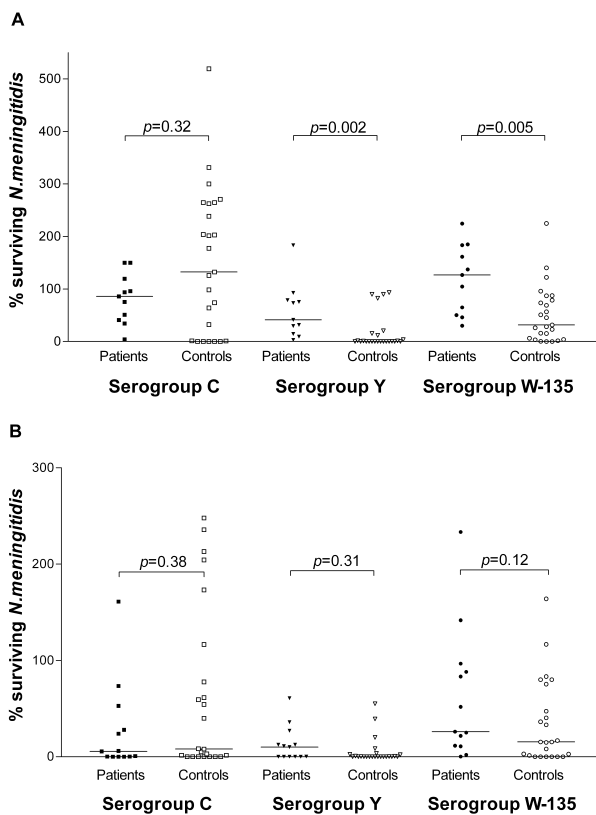 A
% surviving N.meningitidis
500
400
300
200
100
0
p=0.32
p=0.002
p=0.005
Patients Controls Patients Controls Patients Controls
Serogroup C Serogroup Y Serogroup W-135
B
% surviving N.meningitidis
300
200
100
0
p=0.38
p=0.31
p=0.12
Patients Controls Patients Controls Patients Controls
Serogroup C Serogroup Y Serogroup W-135